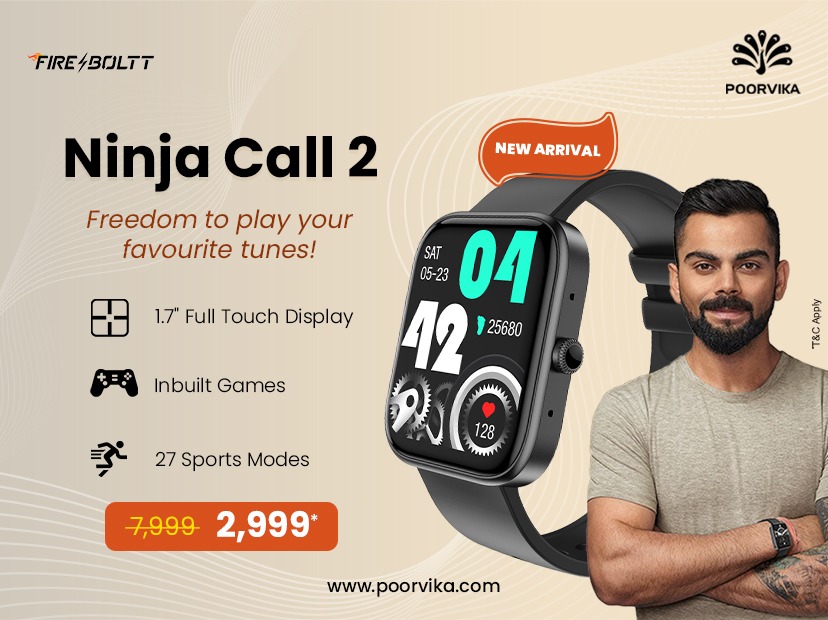 FIRE BOLTT
POORVIKA
Ninja Call 2
NEW ARRIVAL
Freedom to play your
favourite tunes!
1.7" Full Touch Display
Inbuilt Games
27 Sports Modes
7,999 2,999*
SAT
05-23
04
42
25680
128
*T&C Apply
www.poorvika.com